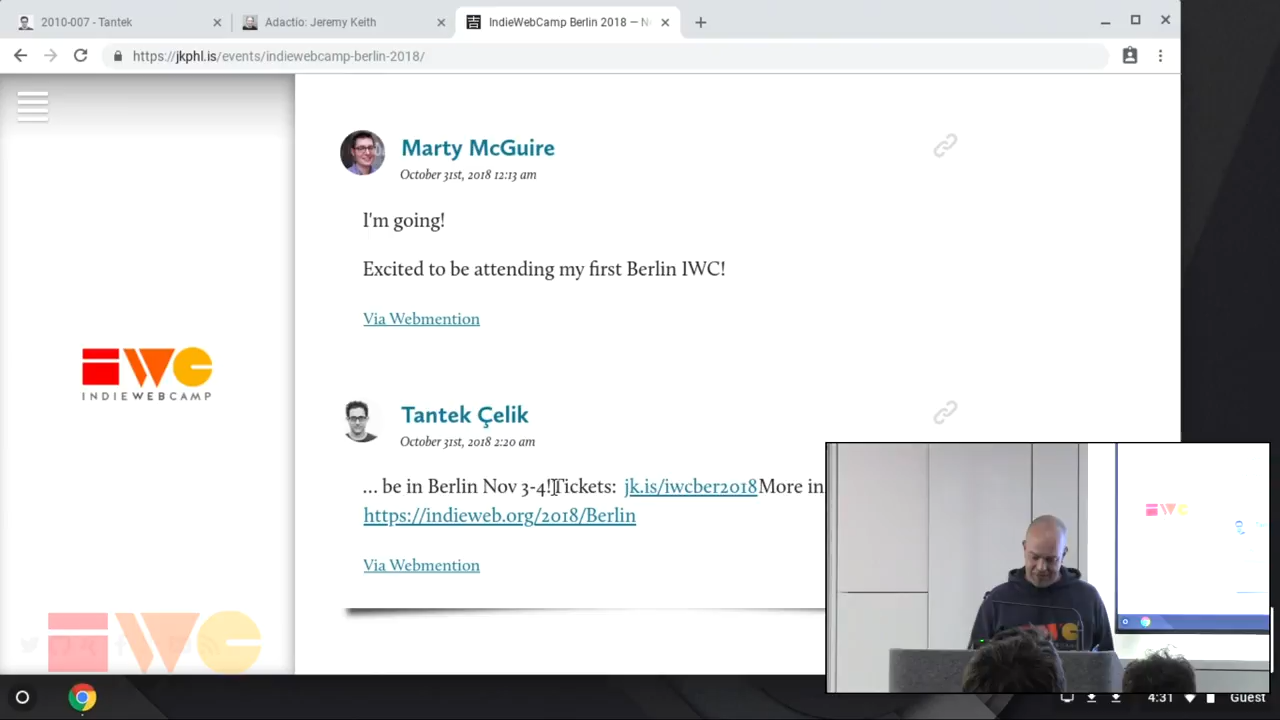 2010-007 - Tantek
Adactio: Jeremy Keith
IndieWebCamp Berlin 2018 — N
https://jkphl.is/events/indiewebcamp-berlin-2018/
Marty McGuire
October 31st, 2018 12:13 am
I'm going!
Excited to be attending my first Berlin IWC!
Via Webmention
IWC
INDIEWEBCAMP
Tantek Çelik
October 31st, 2018 2:20 am
... be in Berlin Nov 3-4!Tickets: jk.is/iwcber2018More in
https://indieweb.org/2018/Berlin
Via Webmention
IWC
4:31
Guest